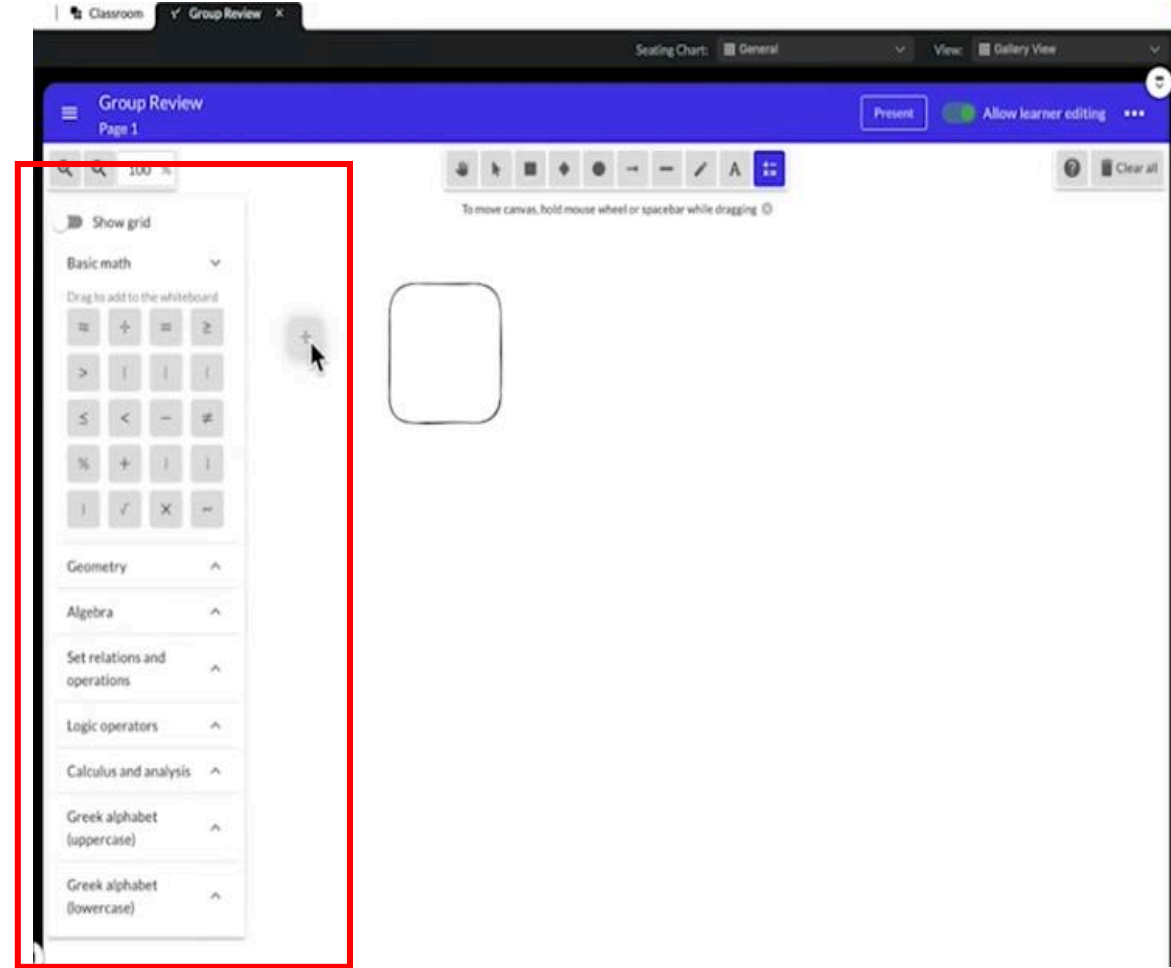 Classroom
Group Review ×
Seating Chart: General
View: Gallery View
Group Review
Page 1
Present
Allow learner editing
100 %
A
Clear all
To move canvas, hold mouse wheel or spacebar while dragging
Show grid
Basic math
Drag to add to the whiteboard
≈ ÷ = ≥
÷
>
≤ < − ≠
% +
√ × ~
Geometry
Algebra
Set relations and
operations
Logic operators
Calculus and analysis
Greek alphabet
(uppercase)
Greek alphabet
(lowercase)